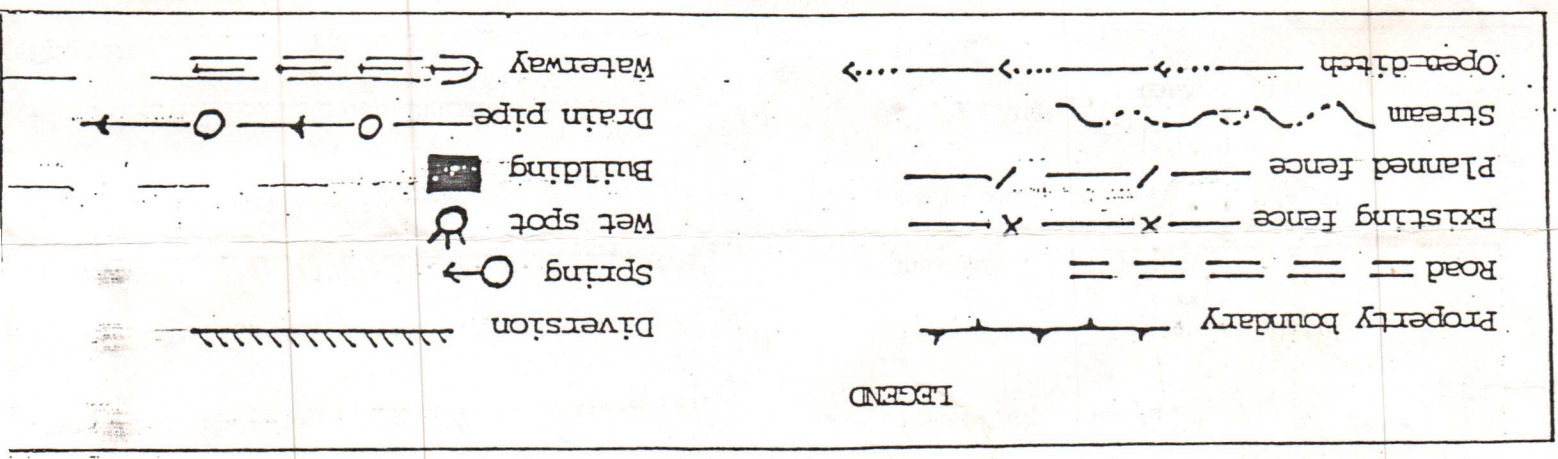 LEGEND
Property boundary
Road
Existing fence
Planned fence
Stream
Open ditch
Diversion
Spring
Wet spot
Building
Drain pipe
Waterway